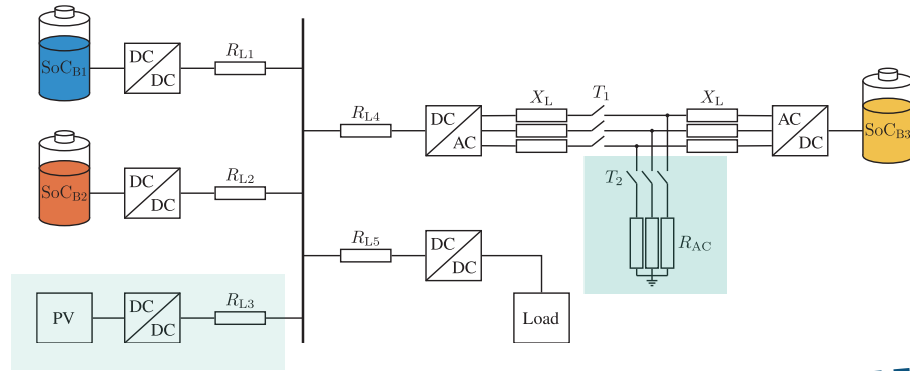 SoC_B1
DC
DC
R_L1
SoC_B2
DC
DC
R_L2
PV
DC
DC
R_L3
R_L4
DC
AC
X_L
T_1
X_L
AC
DC
SoC_B3
T_2
R_AC
R_L5
DC
DC
Load